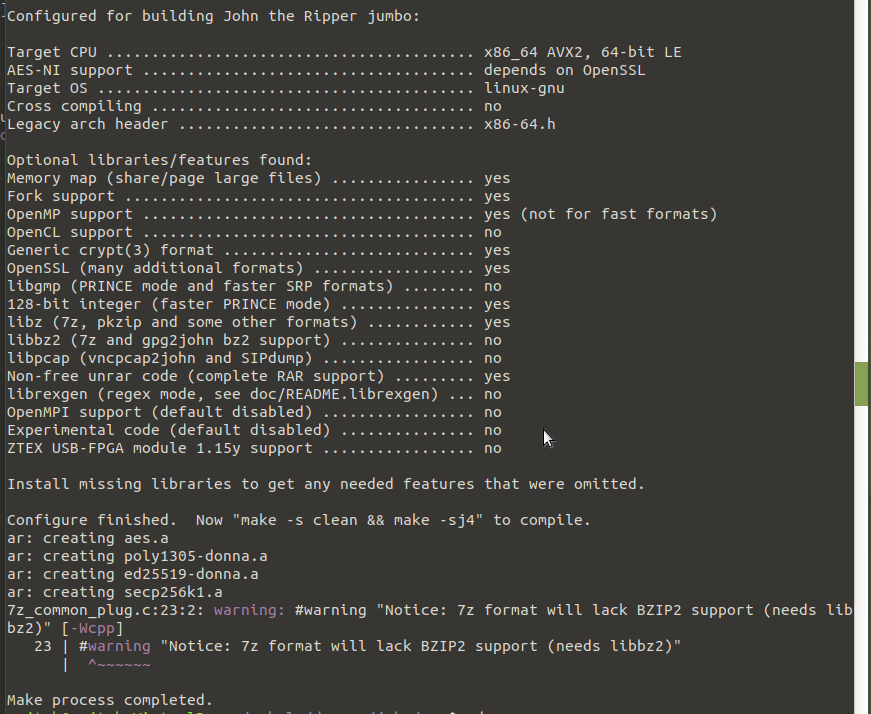 Configured for building John the Ripper jumbo:
Target CPU ......................................... x86_64 AVX2, 64-bit LE
AES-NI support ..................................... depends on OpenSSL
Target OS .......................................... linux-gnu
Cross compiling .................................... no
Legacy arch header ................................. x86-64.h
Optional libraries/features found:
Memory map (share/page large files) ................ yes
Fork support ....................................... yes
OpenMP support ..................................... yes (not for fast formats)
OpenCL support ..................................... no
Generic crypt(3) format ............................ yes
OpenSSL (many additional formats) .................. yes
libgmp (PRINCE mode and faster SRP formats) ........ no
128-bit integer (faster PRINCE mode) ............... yes
libz (7z, pkzip and some other formats) ............ yes
libbz2 (7z and gpg2john bz2 support) ............... no
libpcap (vncpcap2john and SIPdump) ................. no
Non-free unrar code (complete RAR support) ......... yes
librexgen (regex mode, see doc/README.librexgen) ... no
OpenMPI support (default disabled) ................. no
Experimental code (default disabled) ............... no
ZTEX USB-FPGA module 1.15y support ................. no
Install missing libraries to get any needed features that were omitted.
Configure finished.  Now "make -s clean && make -sj4" to compile.
ar: creating aes.a
ar: creating poly1305-donna.a
ar: creating ed25519-donna.a
ar: creating secp256k1.a
7z_common_plug.c:23:2: warning: #warning "Notice: 7z format will lack BZIP2 support (needs lib
bz2)" [-Wcpp]
   23 | #warning "Notice: 7z format will lack BZIP2 support (needs libbz2)"
      |  ^~~~~~~
Make process completed.